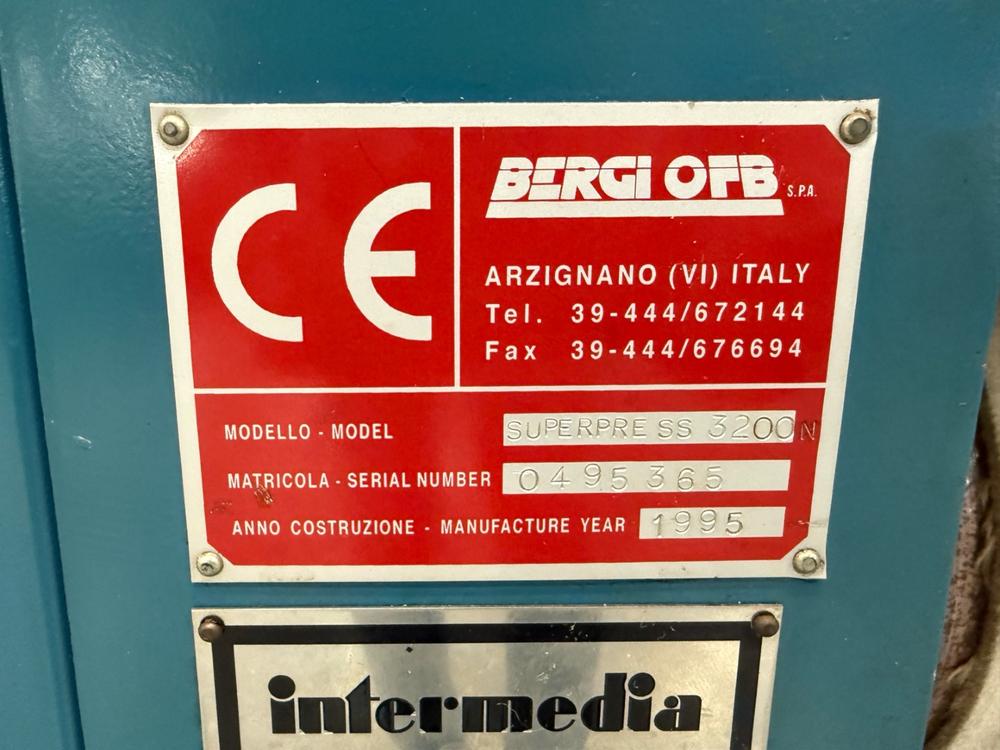 CE
BERGI OFB S.P.A.
ARZIGNANO (VI) ITALY
Tel. 39-444/672144
Fax 39-444/676694
MODELLO - MODEL SUPERPRESS 3200N
MATRICOLA - SERIAL NUMBER 0495365
ANNO COSTRUZIONE - MANUFACTURE YEAR 1995
intermedia